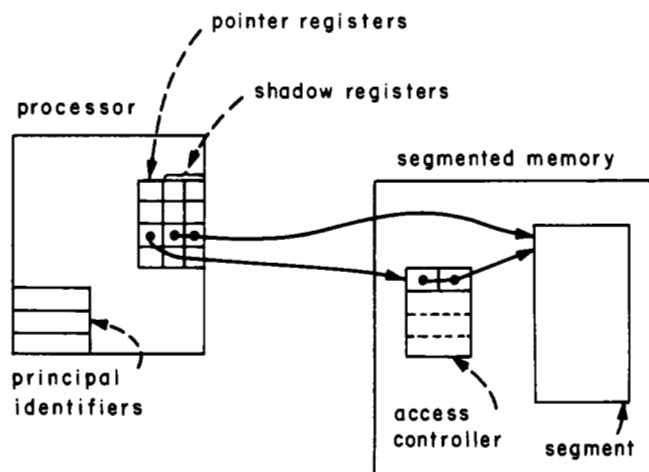 pointer registers
shadow registers
processor
segmented memory
principal
identifiers
access
controller
segment